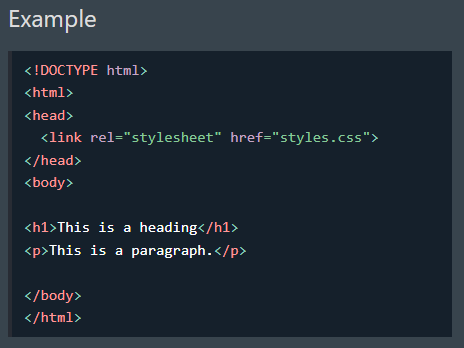 Example
<!DOCTYPE html>
<html>
<head>
  <link rel="stylesheet" href="styles.css">
</head>
<body>

<h1>This is a heading</h1>
<p>This is a paragraph.</p>

</body>
</html>